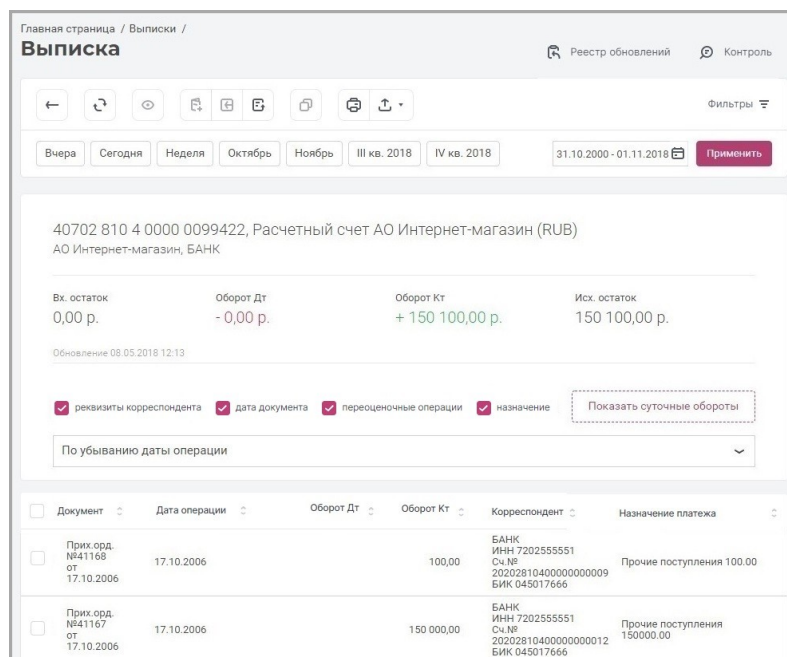 Главная страница / Выписки /
Выписка
Реестр обновлений
Контроль
Фильтры
Вчера
Сегодня
Неделя
Октябрь
Ноябрь
III кв. 2018
IV кв. 2018
31.10.2000 - 01.11.2018
Применить
40702 810 4 0000 0099422, Расчетный счет АО Интернет-магазин (RUB)
АО Интернет-магазин, БАНК
Вх. остаток
0,00 р.
Оборот Дт
- 0,00 р.
Оборот Кт
+ 150 100,00 р.
Исх. остаток
150 100,00 р.
Обновление 08.05.2018 12:13
реквизиты корреспондента
дата документа
переоценочные операции
назначение
Показать суточные обороты
По убыванию даты операции
Документ
Дата операции
Оборот Дт
Оборот Кт
Корреспондент
Назначение платежа
Прих.орд.
№41168
от
17.10.2006
17.10.2006
100,00
БАНК
ИНН 7202555551
Сч.№
20202810400000000009
БИК 045017666
Прочие поступления 100.00
Прих.орд.
№41167
от
17.10.2006
17.10.2006
150 000,00
БАНК
ИНН 7202555551
Сч.№
20202810400000000012
БИК 045017666
Прочие поступления
150000.00